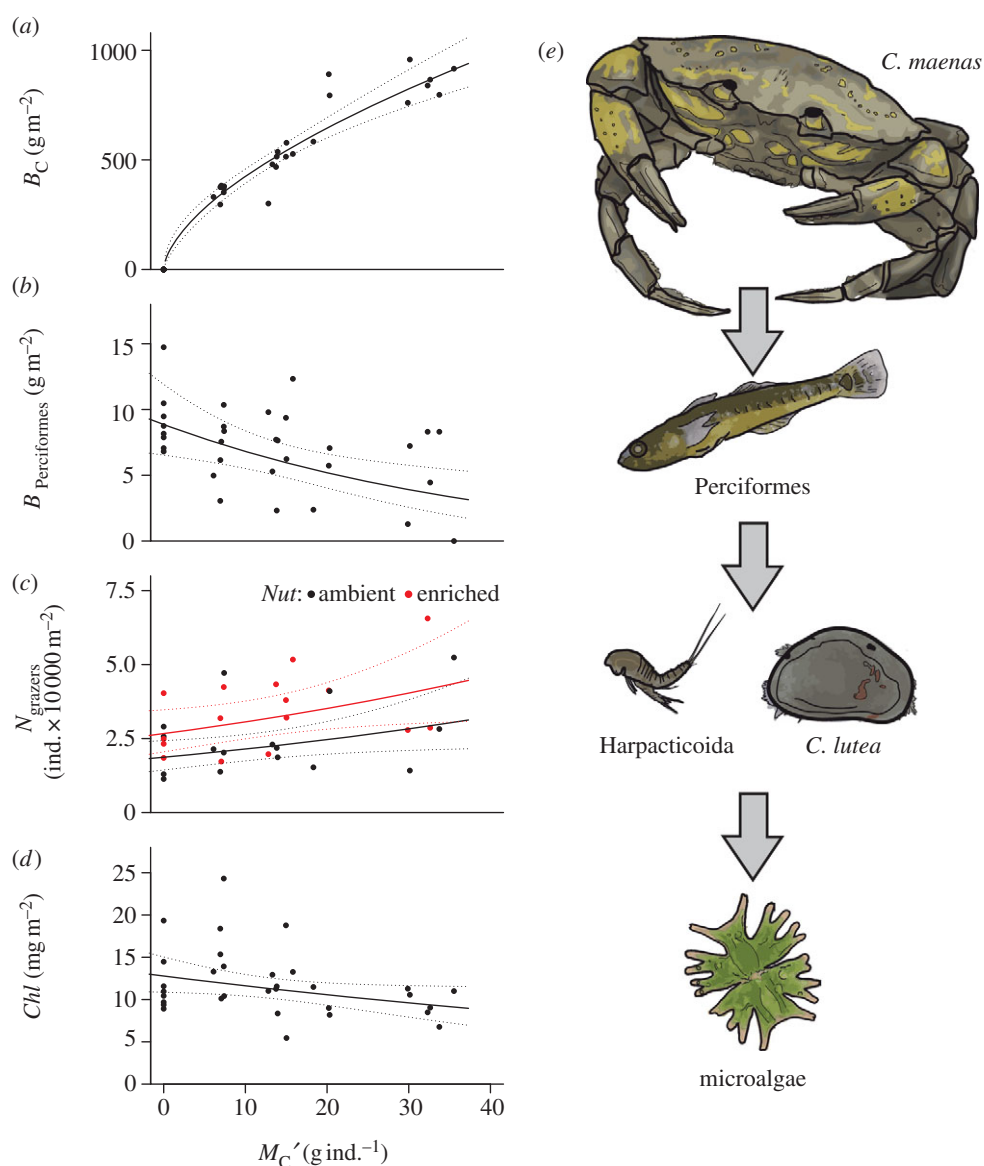 (a)
1000
500
0
B_C (g m−2)
(b)
15
10
5
0
B_Perciformes (g m−2)
(c)
Nut: ambient enriched
7.5
5.0
2.5
0
N_grazers
(ind. × 10 000 m−2)
(d)
25
20
15
10
5
0
Chl (mg m−2)
0 10 20 30 40
M_C′ (g ind.−1)
(e)
C. maenas
Perciformes
Harpacticoida C. lutea
microalgae